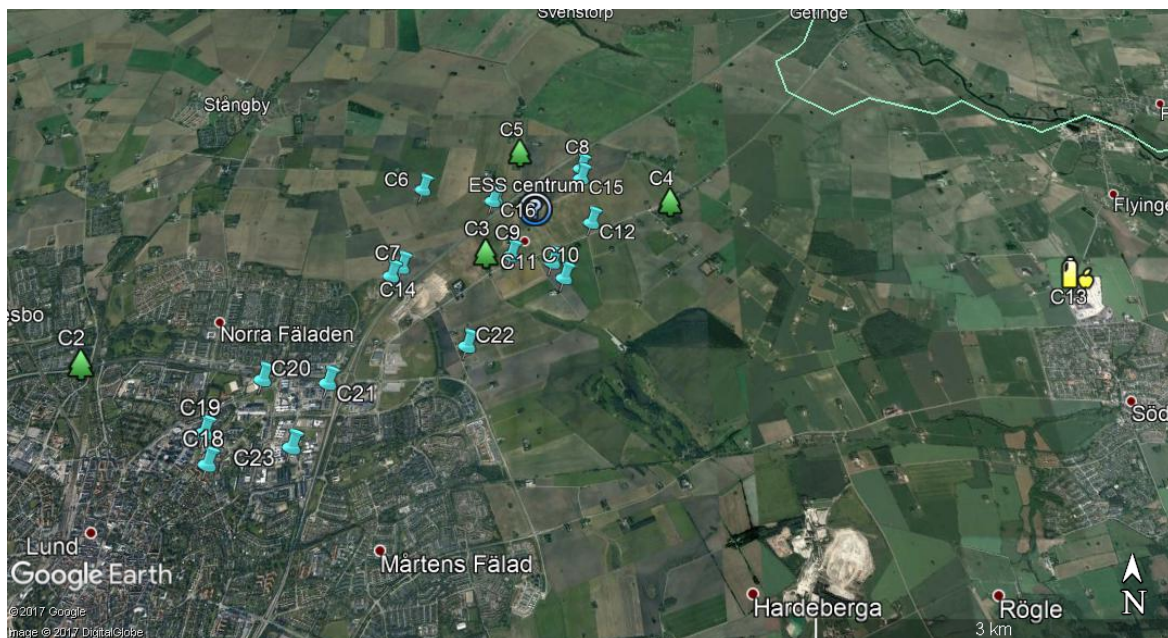 Svenstorp
Getinge
Stångby
C5
C8
C6
ESS centrum
C15
C4
C16
C12
Flyinge
C3
C9
C7
C11
C10
C14
C13
esbo
Norra Fäladen
C2
C22
C20
C21
C19
C18
C23
Söd
Lund
Mårtens Fälad
Google Earth
Hardeberga
Rögle
N
©2017 Google
Image © 2017 DigitalGlobe
3 km